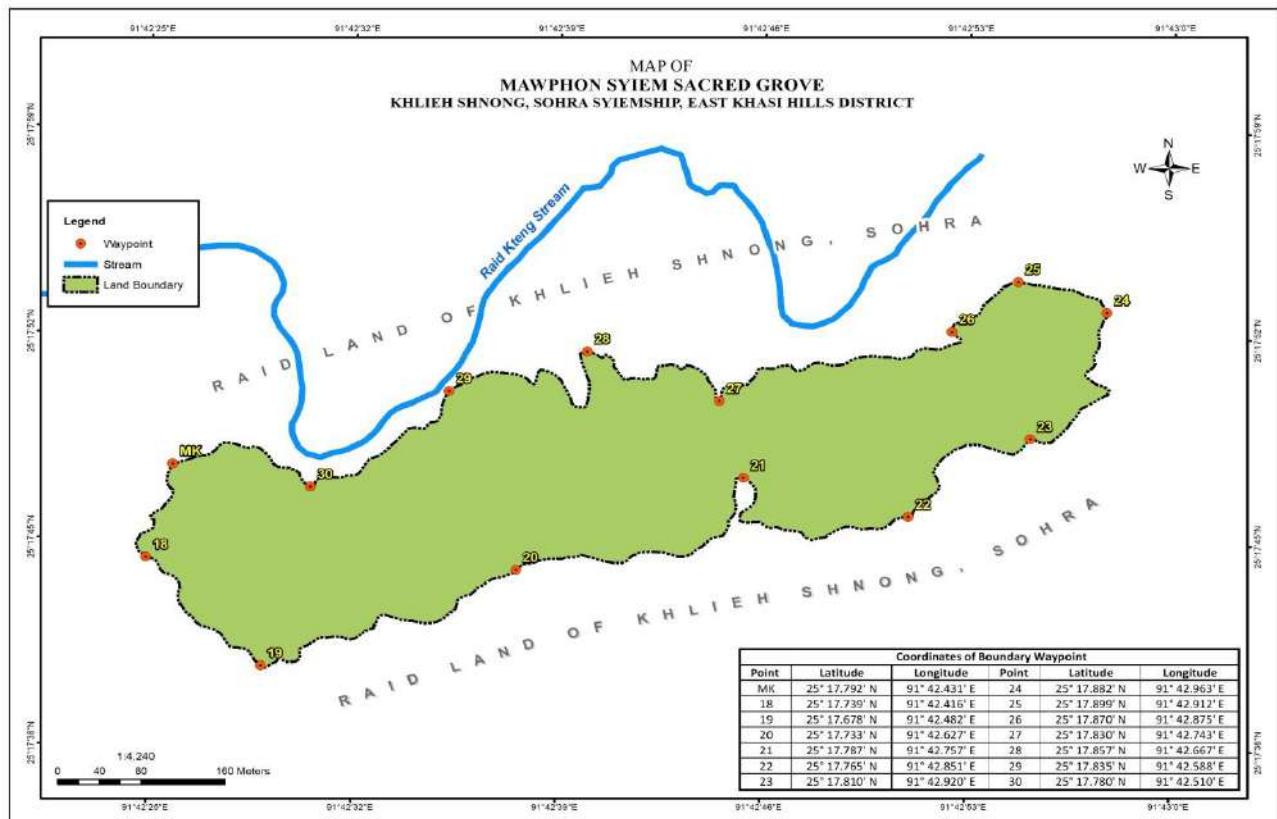 91°42'25"E 91°42'32"E 91°42'39"E 91°42'46"E 91°42'53"E 91°43'0"E
MAP OF
MAWPHON SYIEM SACRED GROVE
KHLIEH SHNONG, SOHRA SYIEMSHIP, EAST KHASI HILLS DISTRICT
25°17'59"N
25°17'59"N
N
W E
S
Legend
Waypoint
Stream
Land Boundary
Raid Kteng Stream
RAID LAND OF KHLIEH SHNONG, SOHRA
25
24
26
25°17'52"N
25°17'52"N
28
29
27
23
MK
21
30
22
25°17'45"N
25°17'45"N
18
20
19
RAID LAND OF KHLIEH SHNONG, SOHRA
Coordinates of Boundary Waypoint
Point Latitude Longitude Point Latitude Longitude
MK 25° 17.792' N 91° 42.431' E 24 25° 17.882' N 91° 42.963' E
18 25° 17.739' N 91° 42.416' E 25 25° 17.899' N 91° 42.912' E
19 25° 17.678' N 91° 42.482' E 26 25° 17.870' N 91° 42.875' E
20 25° 17.733' N 91° 42.627' E 27 25° 17.830' N 91° 42.743' E
21 25° 17.787' N 91° 42.757' E 28 25° 17.857' N 91° 42.667' E
22 25° 17.765' N 91° 42.851' E 29 25° 17.835' N 91° 42.588' E
23 25° 17.810' N 91° 42.920' E 30 25° 17.780' N 91° 42.510' E
25°17'38"N
1:4,240
0 40 80 160 Meters
91°42'32"E 91°42'39"E 91°42'46"E 91°42'53"E 91°43'0"E